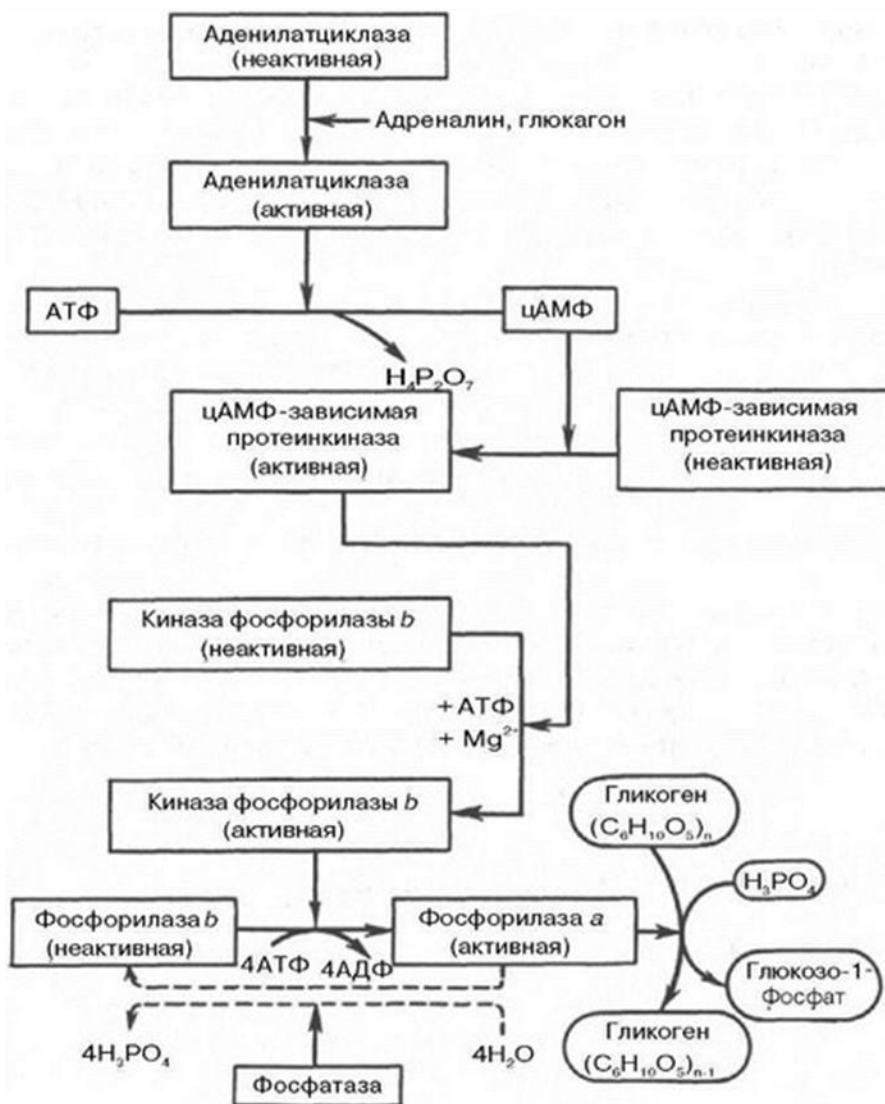 Аденилатциклаза
(неактивная)
Адреналин, глюкагон
Аденилатциклаза
(активная)
АТФ
цАМФ
H₄P₂O₇
цАМФ-зависимая
протеинкиназа
(активная)
цАМФ-зависимая
протеинкиназа
(неактивная)
Киназа фосфорилазы b
(неактивная)
+ АТФ
+ Mg²⁻
Киназа фосфорилазы b
(активная)
Гликоген
(C₆H₁₀O₅)ₙ
H₃PO₄
Фосфорилаза b
(неактивная)
4АТФ
4АДФ
Фосфорилаза a
(активная)
Глюкозо-1-
Фосфат
Гликоген
(C₆H₁₀O₅)ₙ₋₁
4H₃PO₄
4H₂O
Фосфатаза